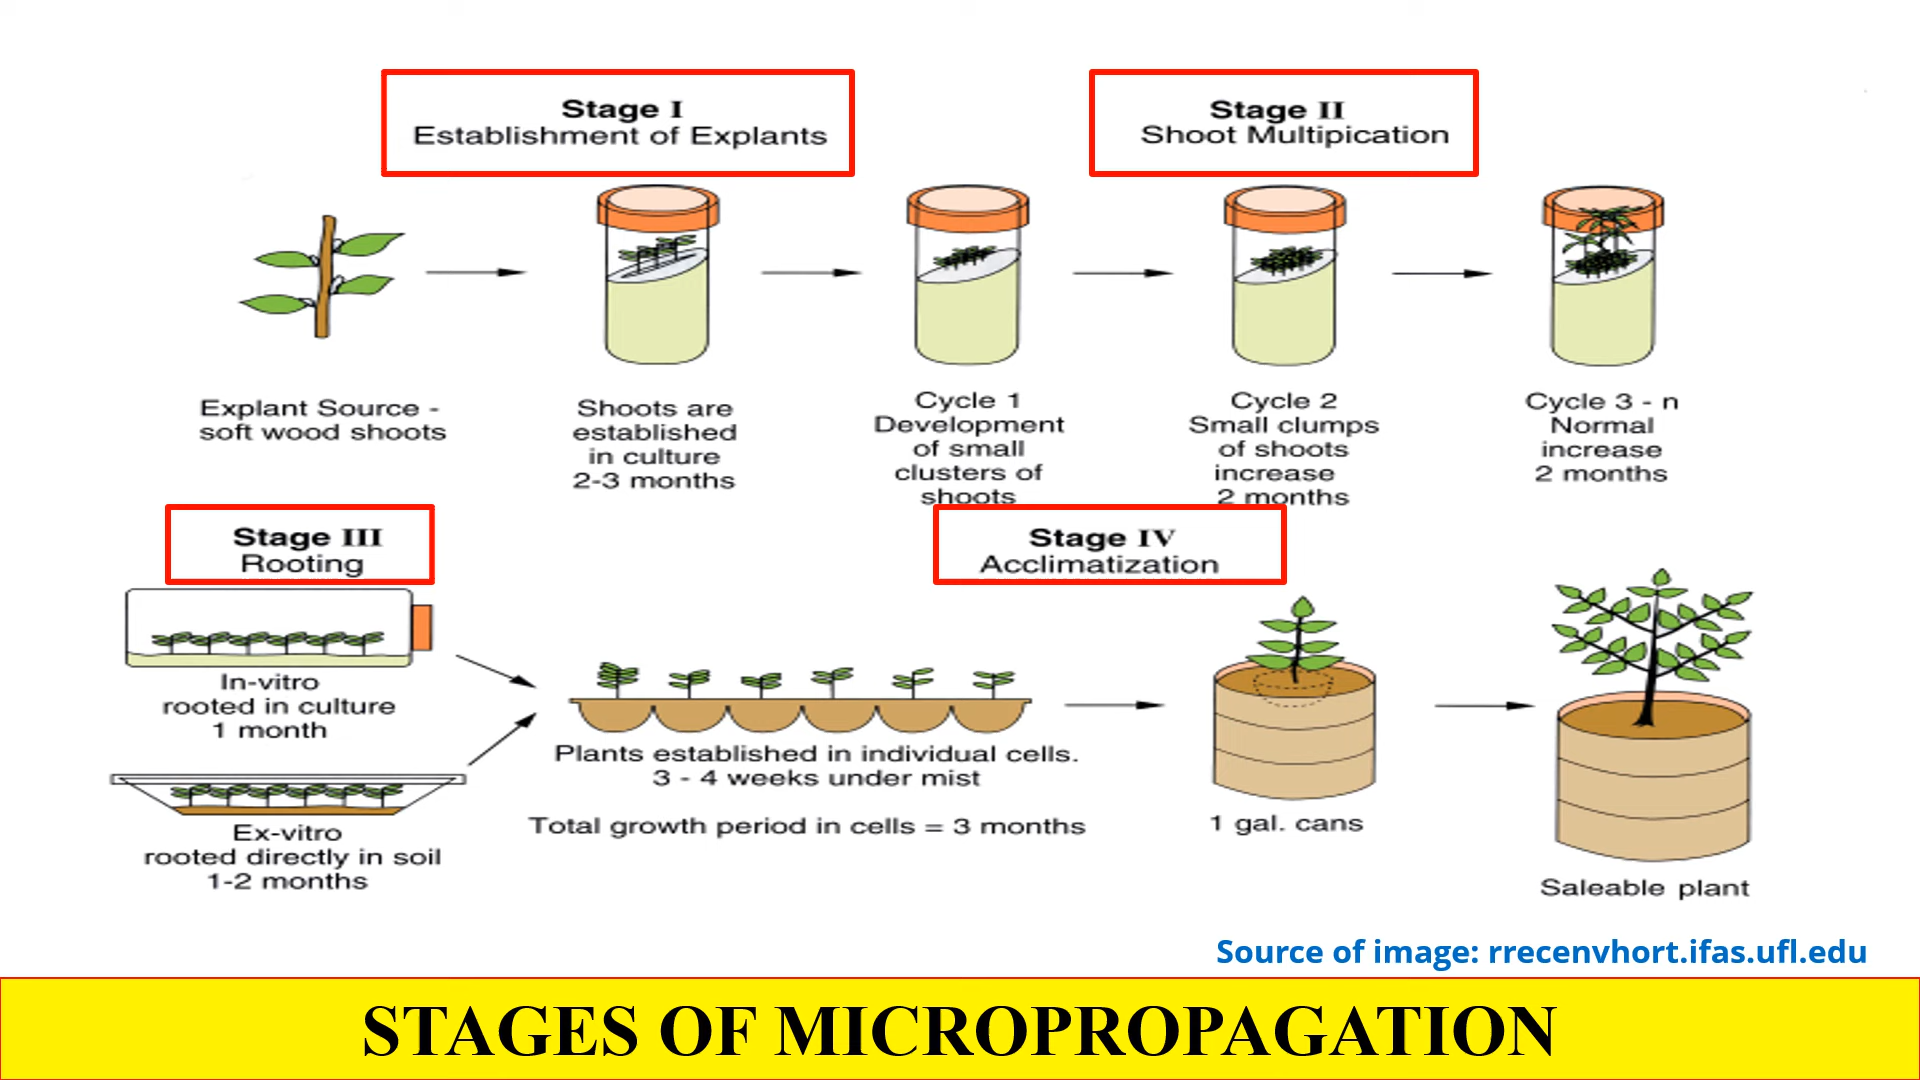 Stage I
Establishment of Explants
Stage II
Shoot Multipication
Explant Source -
soft wood shoots
Shoots are
established
in culture
2-3 months
Cycle 1
Development
of small
clusters of
shoots
Cycle 2
Small clumps
of shoots
increase
2 months
Cycle 3 - n
Normal
increase
2 months
Stage III
Rooting
In-vitro
rooted in culture
1 month
Ex-vitro
rooted directly in soil
1-2 months
Stage IV
Acclimatization
Plants established in individual cells.
3 - 4 weeks under mist
Total growth period in cells = 3 months
1 gal. cans
Saleable plant
Source of image: rrecenvhort.ifas.ufl.edu
STAGES OF MICROPROPAGATION